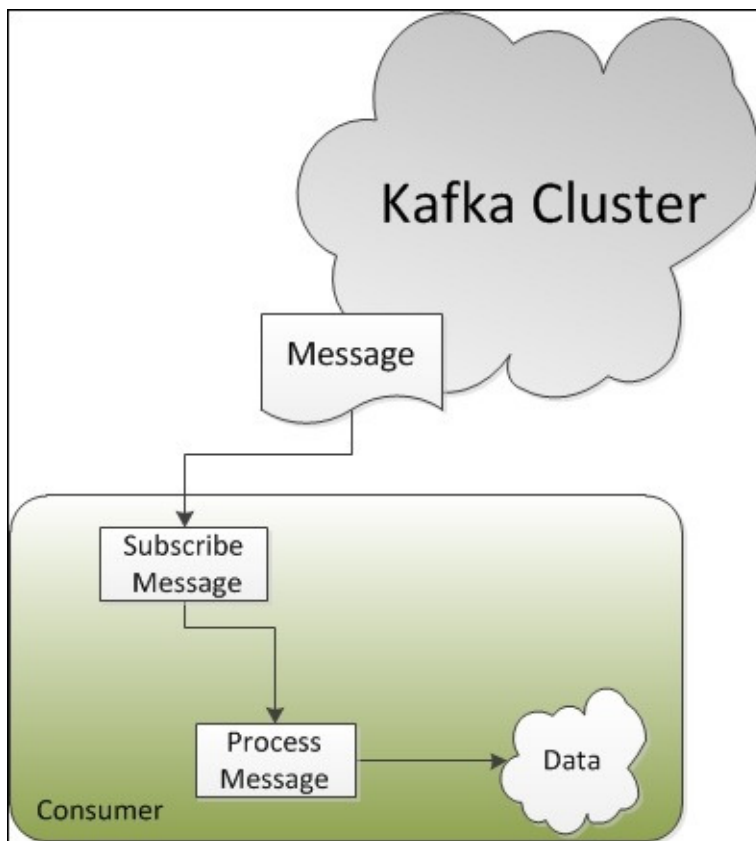 Kafka Cluster
Message
Subscribe
Message
Process
Message
Data
Consumer